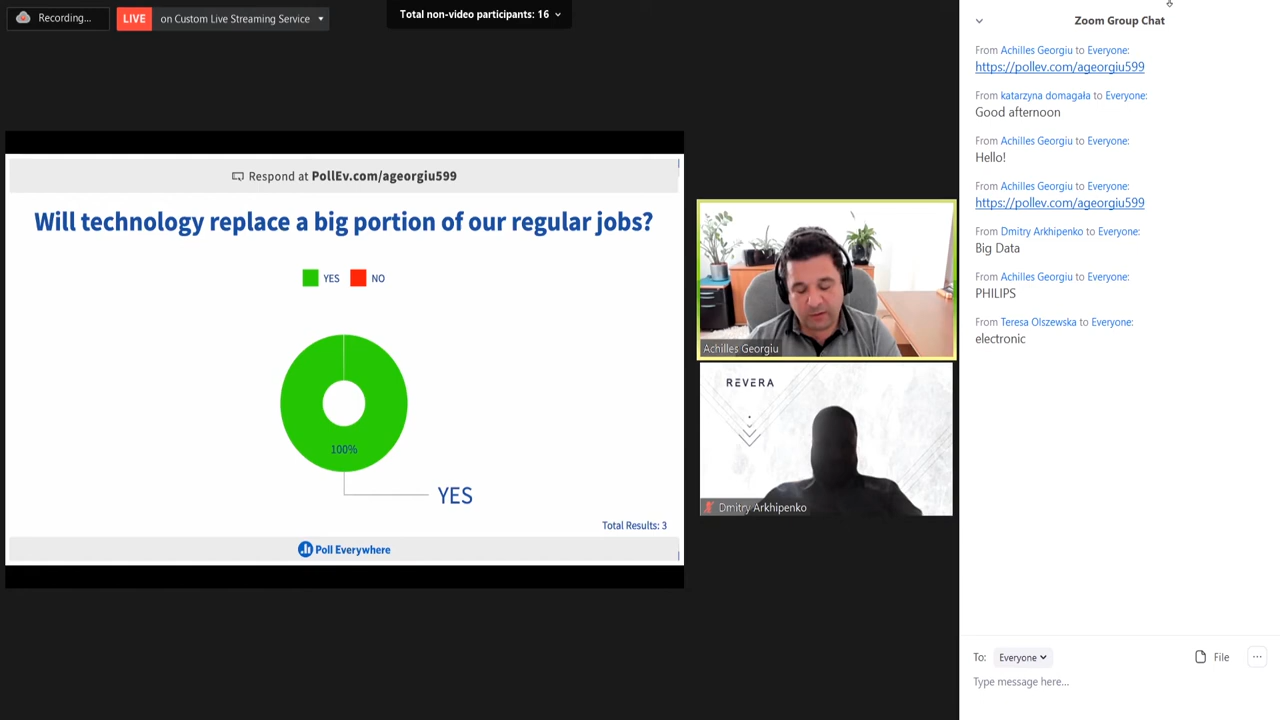 Recording...
LIVE on Custom Live Streaming Service
Total non-video participants: 16
Respond at PollEv.com/ageorgiu599
Will technology replace a big portion of our regular jobs?
YES NO
100%
YES
Total Results: 3
Poll Everywhere
Achilles Georgiu
REVERA
Dmitry Arkhipenko
Zoom Group Chat
From Achilles Georgiu to Everyone:
https://pollev.com/ageorgiu599
From katarzyna domagała to Everyone:
Good afternoon
From Achilles Georgiu to Everyone:
Hello!
From Achilles Georgiu to Everyone:
https://pollev.com/ageorgiu599
From Dmitry Arkhipenko to Everyone:
Big Data
From Achilles Georgiu to Everyone:
PHILIPS
From Teresa Olszewska to Everyone:
electronic
To: Everyone File ...
Type message here...